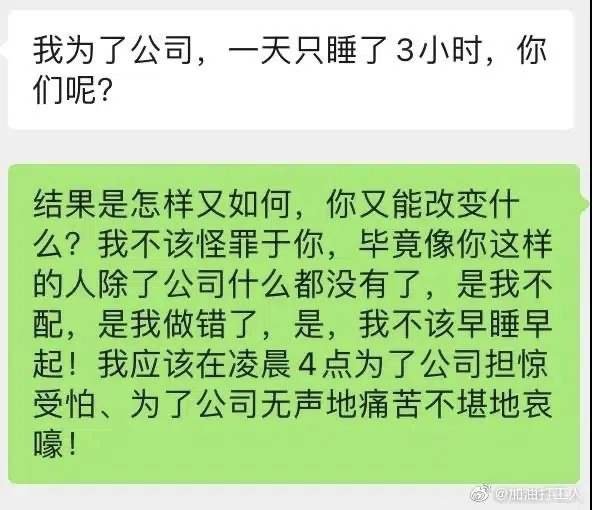 我为了公司，一天只睡了3小时，你
们呢？
结果是怎样又如何，你又能改变什
么？我不该怪罪于你，毕竟像你这样
的人除了公司什么都没有了，是我不
配，是我做错了，是，我不该早睡早
起！我应该在凌晨4点为了公司担惊
受怕、为了公司无声地痛苦不堪地哀
嚎！
@加油打工人